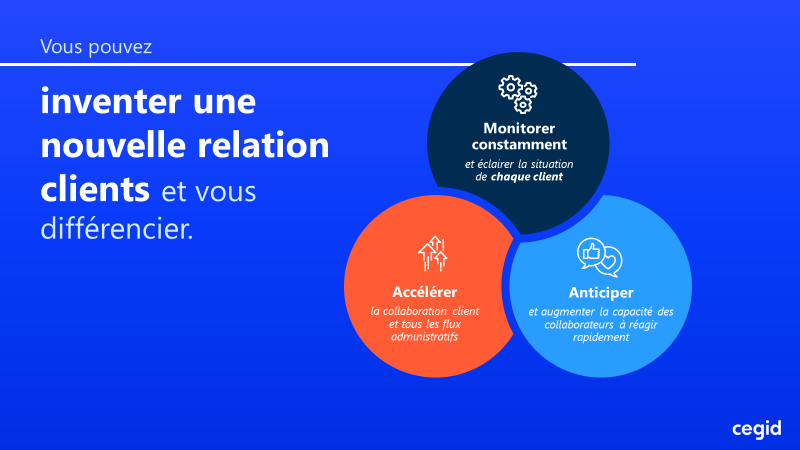 Vous pouvez
inventer une
nouvelle relation
clients et vous
différencier.
Monitorer
constamment
et éclairer la situation
de chaque client
Accélérer
la collaboration client
et tous les flux
administratifs
Anticiper
et augmenter la capacité des
collaborateurs à réagir
rapidement
cegid